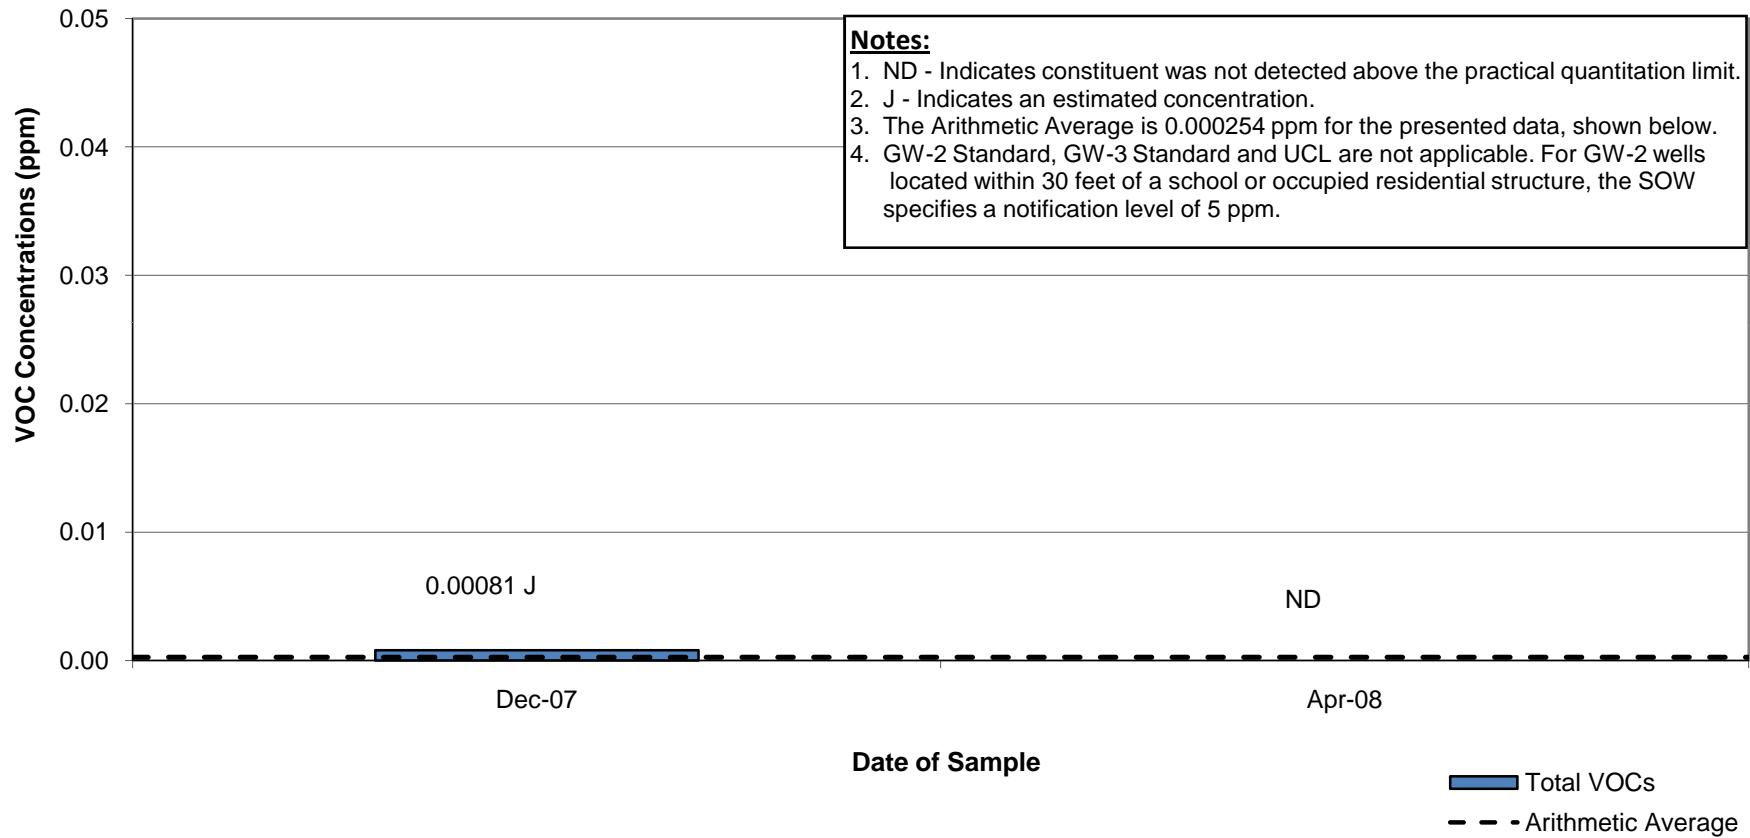 0.05
Notes:
1. ND - Indicates constituent was not detected above the practical quantitation limit.
2. J - Indicates an estimated concentration.
3. The Arithmetic Average is 0.000254 ppm for the presented data, shown below.
4. GW-2 Standard, GW-3 Standard and UCL are not applicable. For GW-2 wells
located within 30 feet of a school or occupied residential structure, the SOW
specifies a notification level of 5 ppm.
VOC Concentrations (ppm)
0.04
0.03
0.02
0.01
0.00
0.00081 J
ND
Dec-07
Apr-08
Date of Sample
Total VOCs
Arithmetic Average